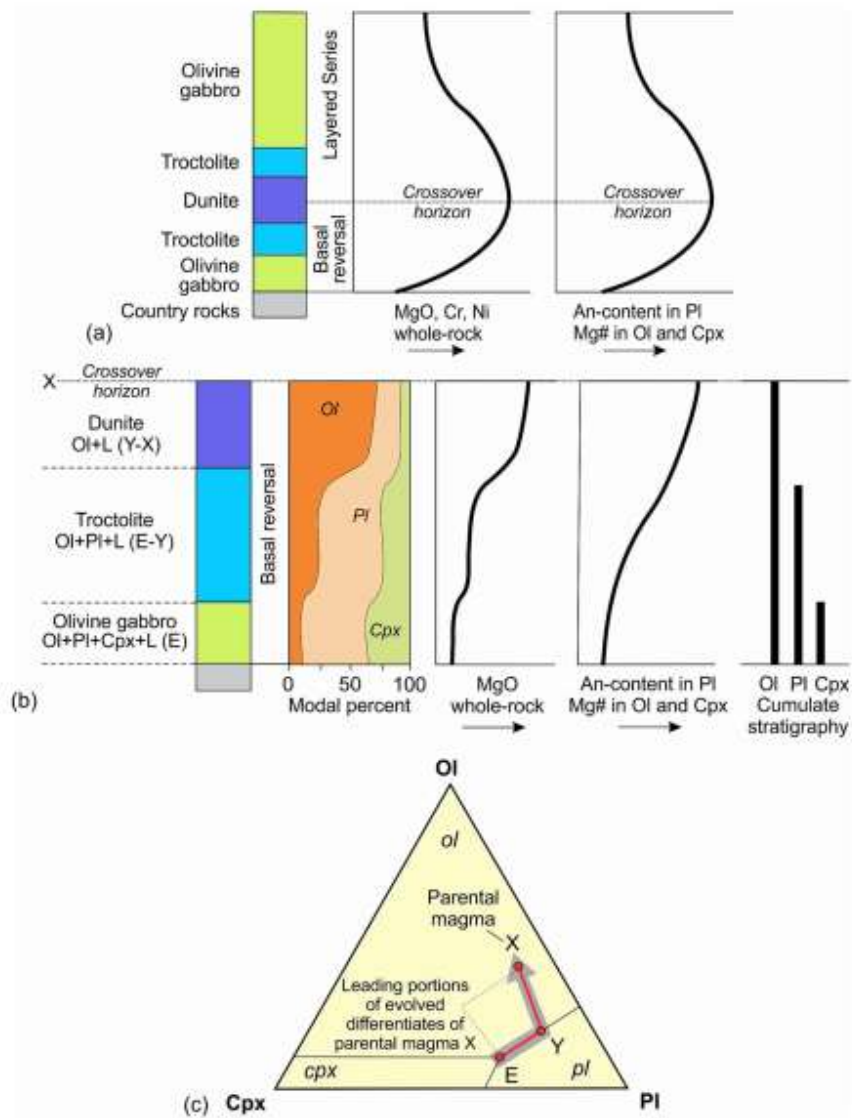 Olivine
gabbro
Troctolite
Dunite
Troctolite
Olivine
gabbro
Country rocks
(a)
Layered Series
Basal
reversal
Crossover
horizon
MgO, Cr, Ni
whole-rock
Crossover
horizon
An-content in Pl
Mg# in Ol and Cpx
X
Crossover
horizon
Dunite
Ol+L (Y-X)
Troctolite
Ol+Pl+L (E-Y)
Olivine gabbro
Ol+Pl+Cpx+L (E)
(b)
Basal reversal
Ol
Pl
Cpx
0 50 100
Modal percent
MgO
whole-rock
An-content in Pl
Mg# in Ol and Cpx
Ol Pl Cpx
Cumulate
stratigraphy
Ol
ol
Parental
magma
X
Leading portions
of evolved
differentiates of
parental magma X
Y
E
cpx
pl
(c)
Cpx
Pl